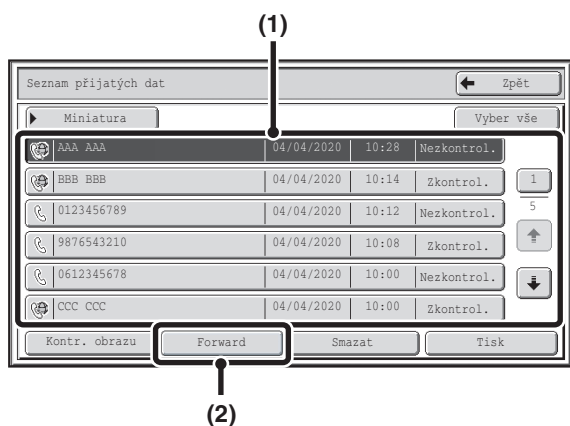 (1)
Seznam přijatých dat
Zpět
Miniatura
Vyber vše
AAA AAA 04/04/2020 10:28 Nezkontrol.
BBB BBB 04/04/2020 10:14 Zkontrol.
1
0123456789 04/04/2020 10:12 Nezkontrol.
5
9876543210 04/04/2020 10:08 Zkontrol.
0612345678 04/04/2020 10:00 Nezkontrol.
CCC CCC 04/04/2020 10:00 Zkontrol.
Kontr. obrazu Forward Smazat Tisk
(2)